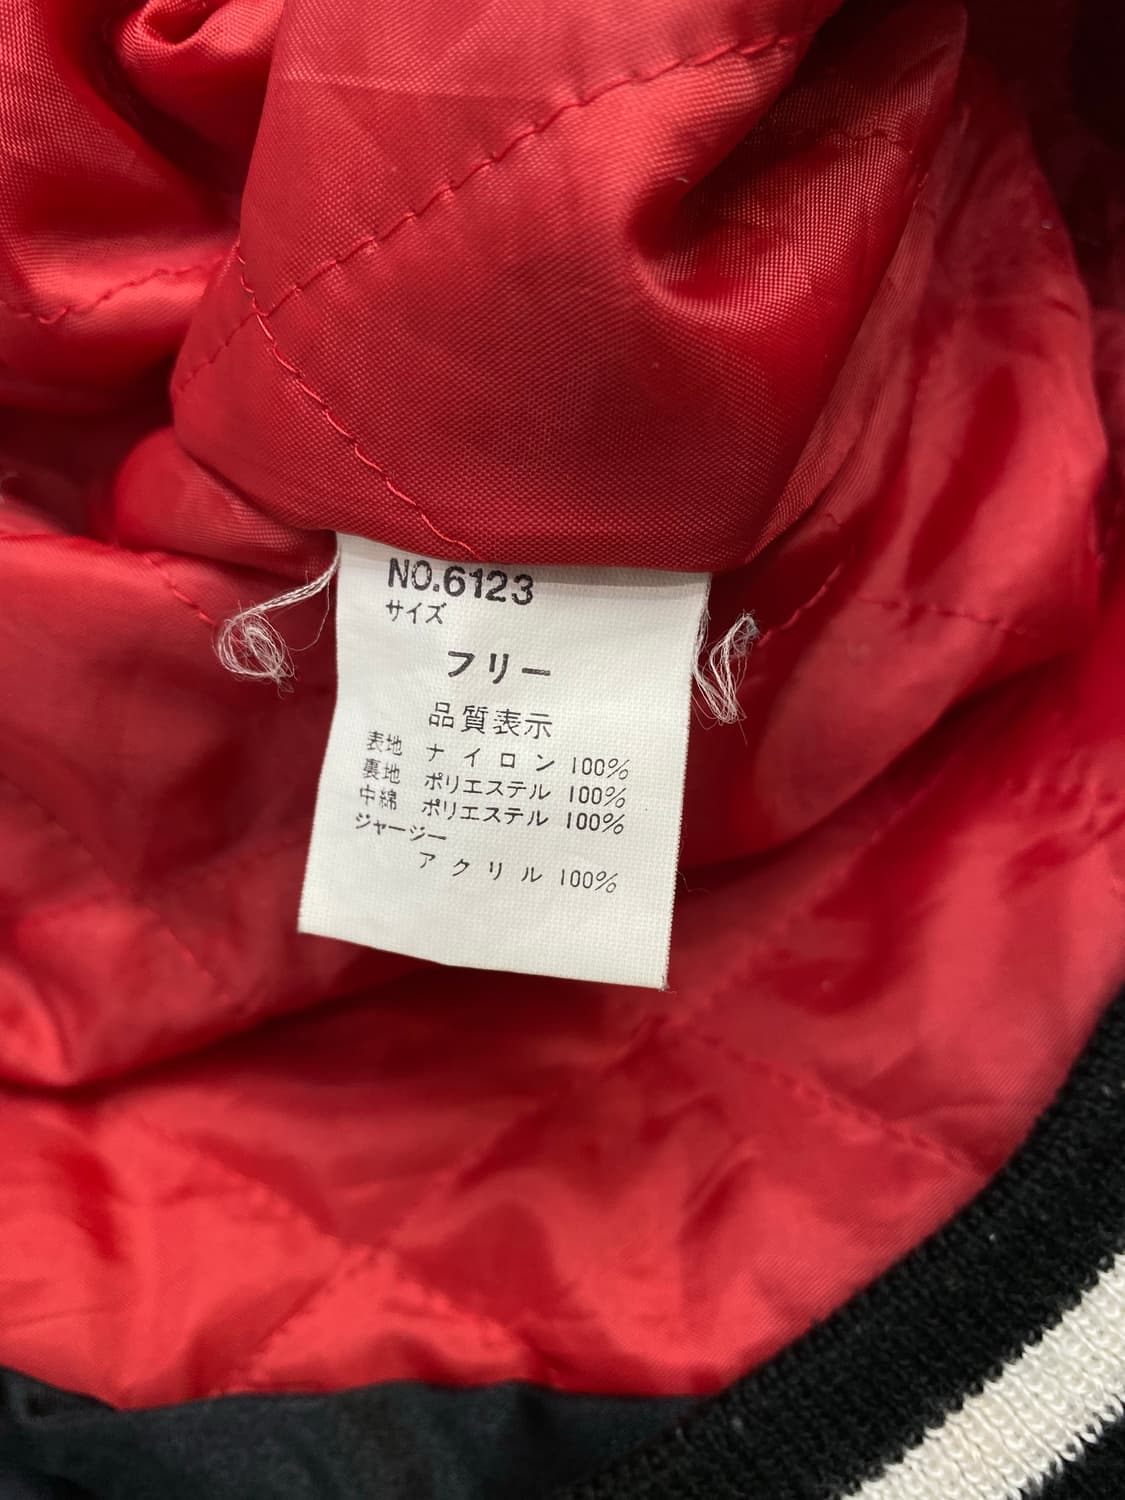 NO.6123
サイズ
フリー
品質表示
表地 ナイロン 100%
裏地 ポリエステル 100%
中綿 ポリエステル 100%
ジャージー
アクリル 100%